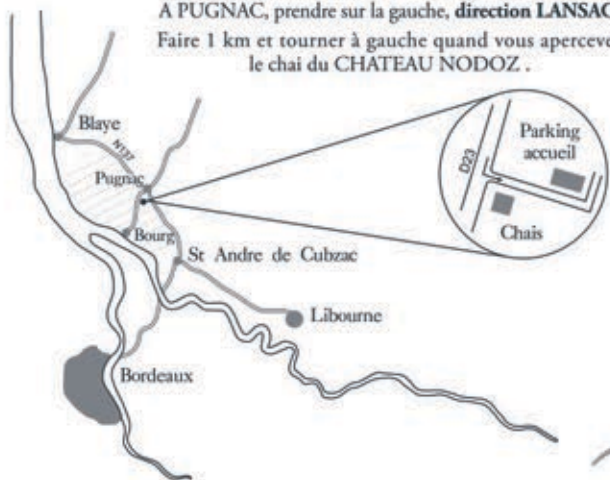 A PUGNAC, prendre sur la gauche, direction LANSAC
Faire 1 km et tourner à gauche quand vous aperceve
le chai du CHATEAU NODOZ .
Blaye
N137
Pugnac
Bourg
St Andre de Cubzac
Libourne
Bordeaux
D23
Parking
accueil
Chais